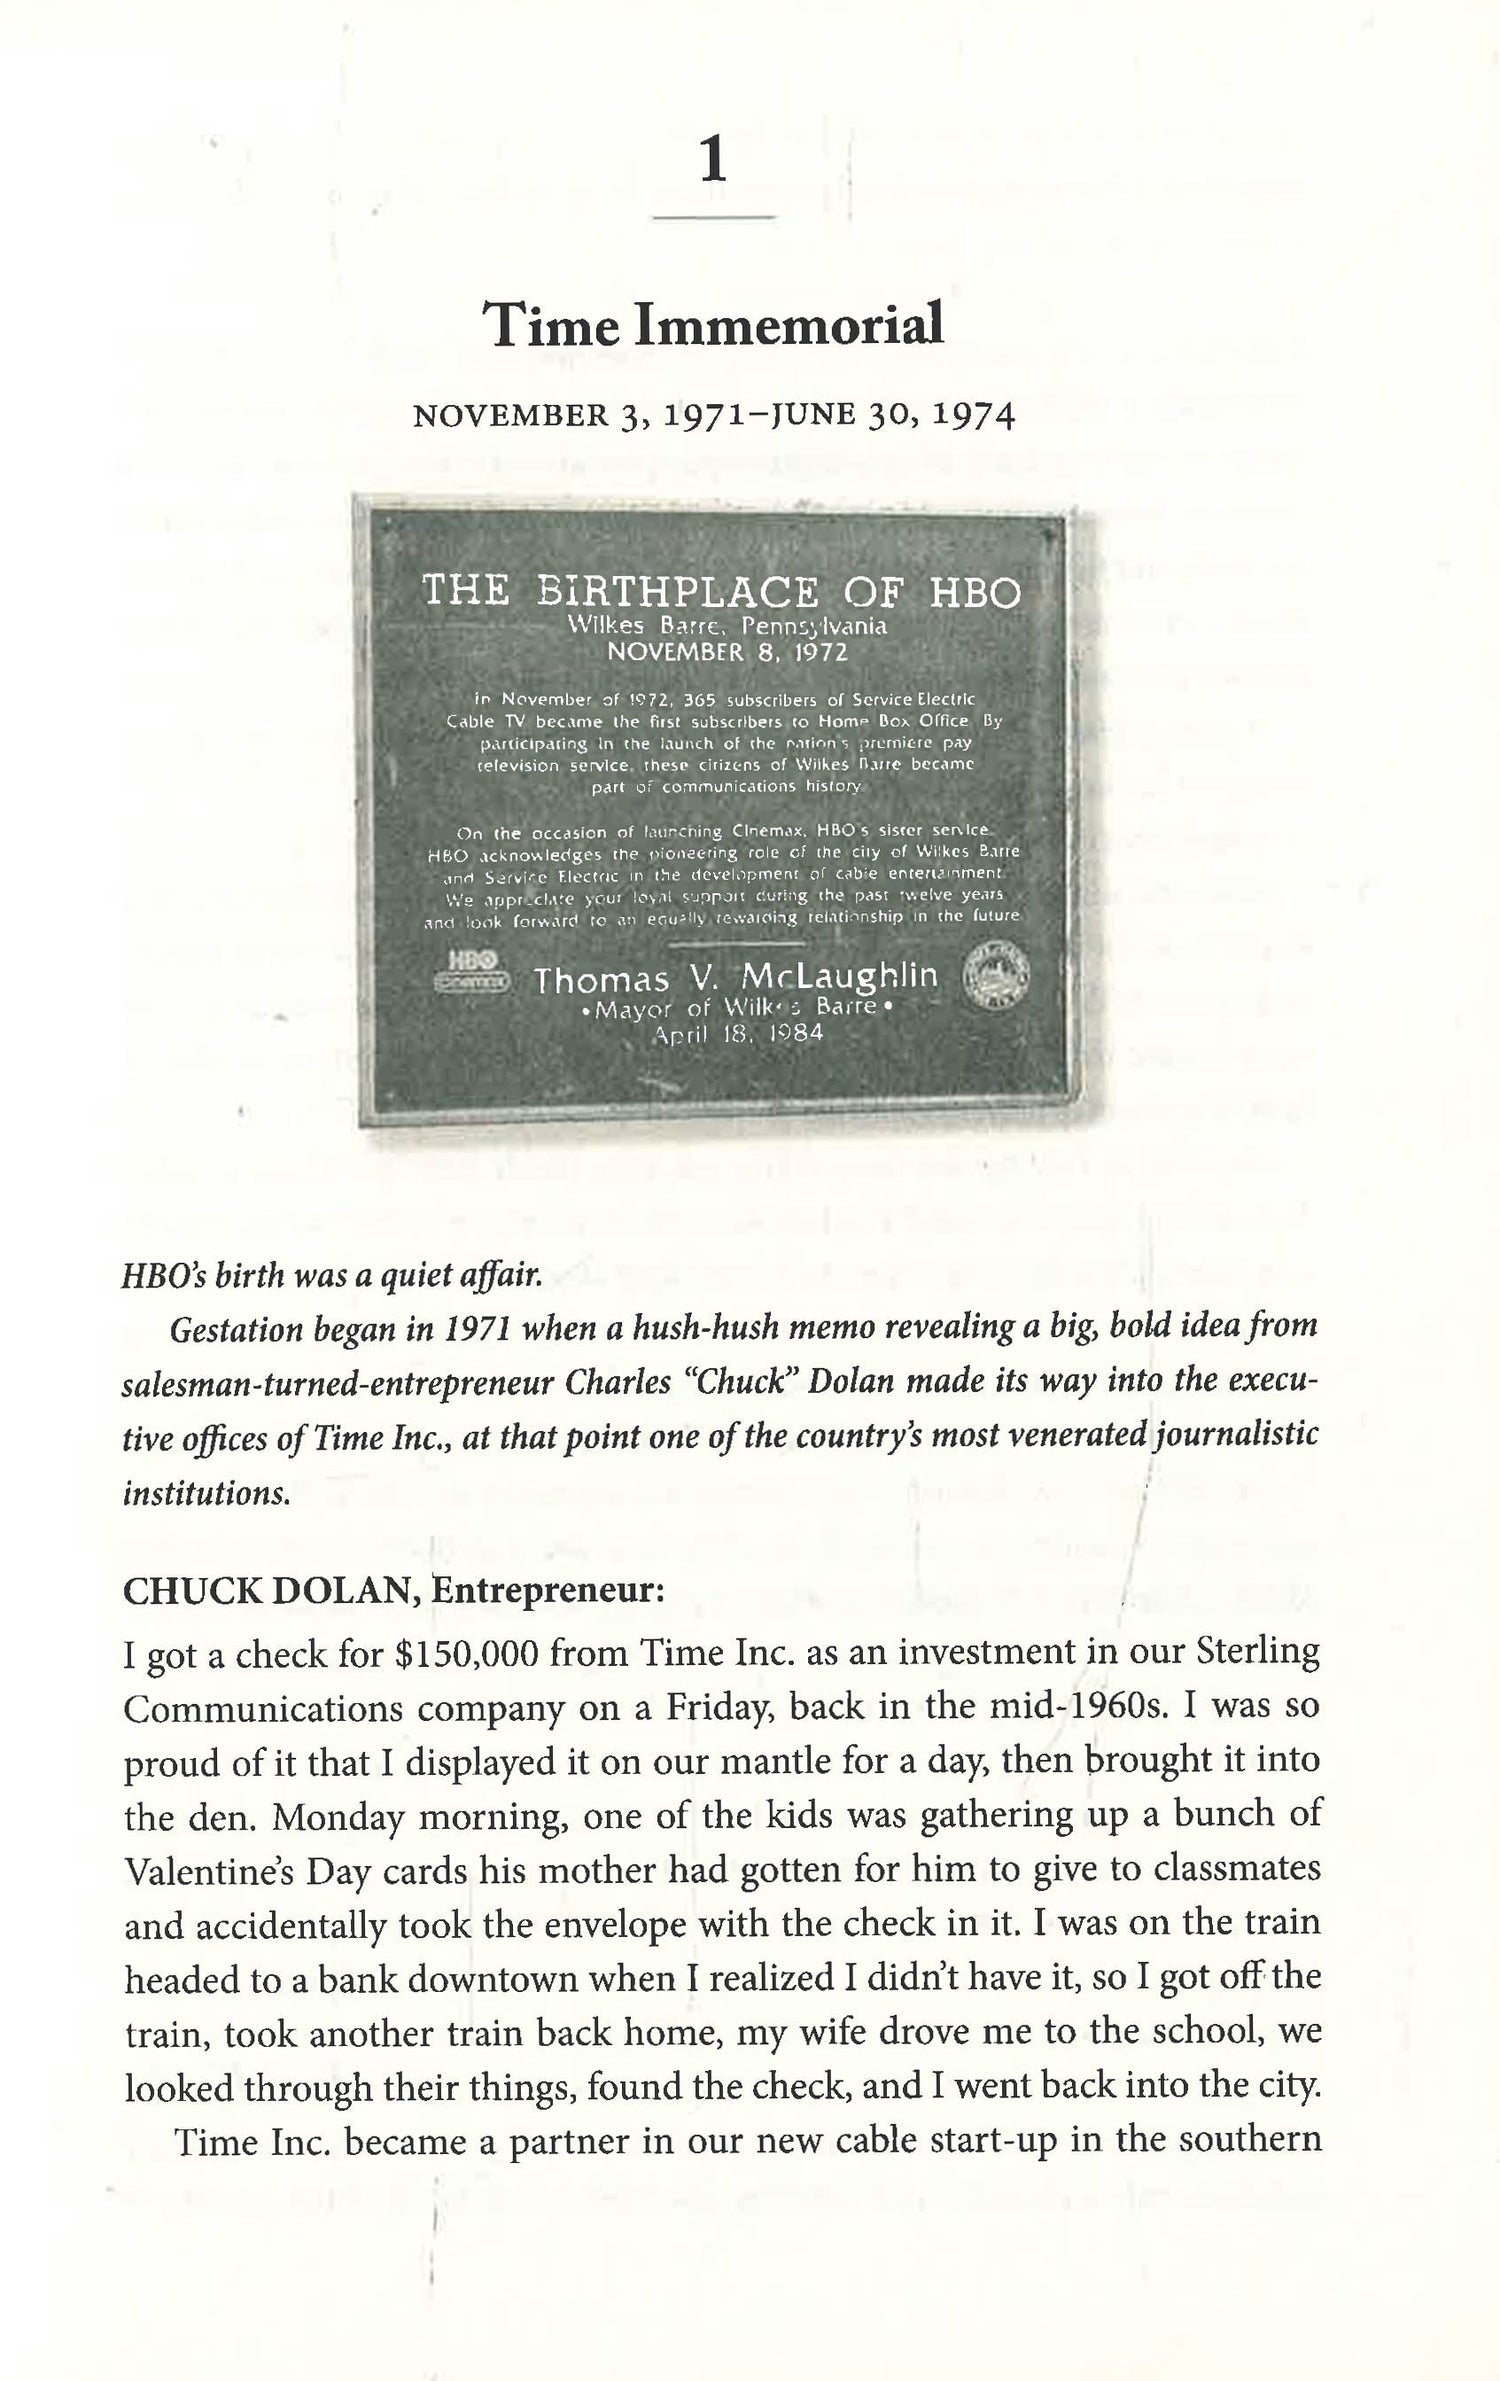 1
Time Immemorial
NOVEMBER 3, 1971–JUNE 30, 1974
THE BIRTHPLACE OF HBO
Wilkes Barre, Pennsylvania
NOVEMBER 8, 1972
In November of 1972, 365 subscribers of Service Electric
Cable TV became the first subscribers to Home Box Office By
participating in the launch of the nation's premiere pay
television service, these citizens of Wilkes Barre became
part of communications history.
On the occasion of launching Cinemax, HBO's sister service,
HBO acknowledges the pioneering role of the city of Wilkes Barre
and Service Electric in the development of cable entertainment.
We appreciate your loyal support during the past twelve years
and look forward to an equally rewarding relationship in the future
HBO
Cinemax
Thomas V. McLaughlin
•Mayor of Wilkes Barre•
April 18, 1984
HBO's birth was a quiet affair.
Gestation began in 1971 when a hush-hush memo revealing a big, bold idea from
salesman-turned-entrepreneur Charles “Chuck” Dolan made its way into the execu-
tive offices of Time Inc., at that point one of the country's most venerated journalistic
institutions.
CHUCK DOLAN, Entrepreneur:
I got a check for $150,000 from Time Inc. as an investment in our Sterling
Communications company on a Friday, back in the mid-1960s. I was so
proud of it that I displayed it on our mantle for a day, then brought it into
the den. Monday morning, one of the kids was gathering up a bunch of
Valentine's Day cards his mother had gotten for him to give to classmates
and accidentally took the envelope with the check in it. I was on the train
headed to a bank downtown when I realized I didn't have it, so I got off the
train, took another train back home, my wife drove me to the school, we
looked through their things, found the check, and I went back into the city.
Time Inc. became a partner in our new cable start-up in the southern